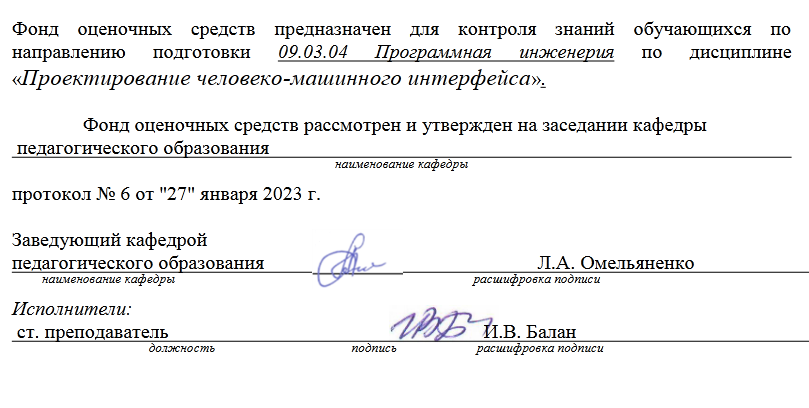 Фонд оценочных средств предназначен для контроля знаний обучающихся по
направлению подготовки 09.03.04 Программная инженерия по дисциплине
«Проектирование человеко-машинного интерфейса».
Фонд оценочных средств рассмотрен и утвержден на заседании кафедры
педагогического образования
наименование кафедры
протокол № 6 от "27" января 2023 г.
Заведующий кафедрой
педагогического образования Л.А. Омельяненко
наименование кафедры расшифровка подписи
Исполнители:
ст. преподаватель И.В. Балан
должность подпись расшифровка подписи